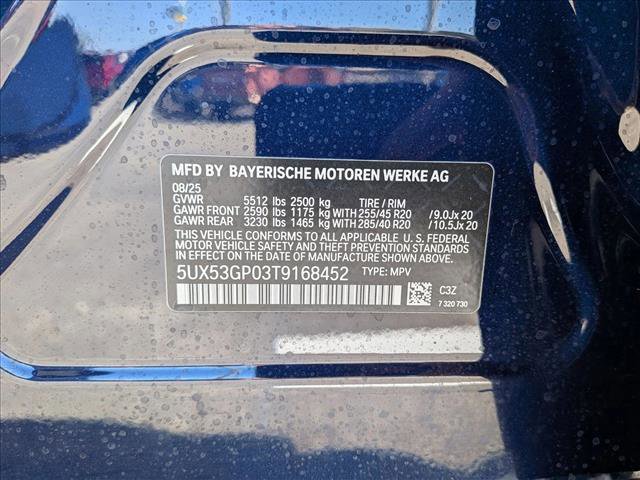 MFD BY BAYERISCHE MOTOREN WERKE AG
08/25
GVWR 5512 lbs 2500 kg TIRE / RIM
GAWR FRONT 2590 lbs 1175 kg WITH 255/45 R20 /9.0Jx 20
GAWR REAR 3230 lbs 1465 kg WITH 285/40 R20 /10.5Jx 20
THIS VEHICLE CONFORMS TO ALL APPLICABLE U.S. FEDERAL
MOTOR VEHICLE SAFETY AND THEFT PREVENTION STANDARDS
IN EFFECT ON THE DATE OF MANUFACTURE SHOWN ABOVE.
5UX53GP03T9168452 TYPE: MPV
C3Z
7 320 730